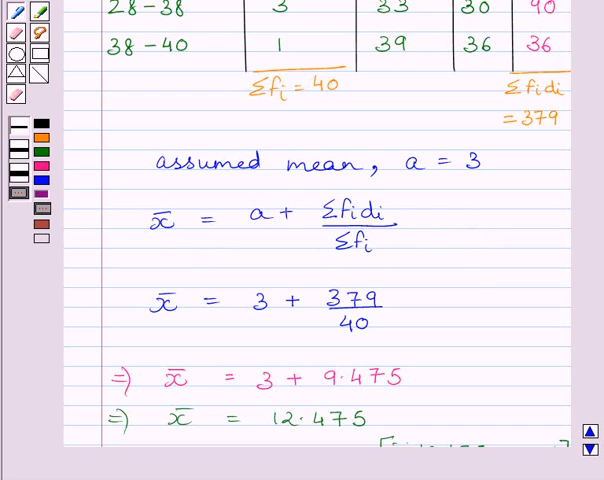 28-38 3 33 30 90
38-40 1 39 36 36
Σfi = 40 Σfidi
= 379
assumed mean, a = 3
x̄ = a + Σfidi / Σfi
x̄ = 3 + 379 / 40
=> x̄ = 3 + 9.475
=> x̄ = 12.475